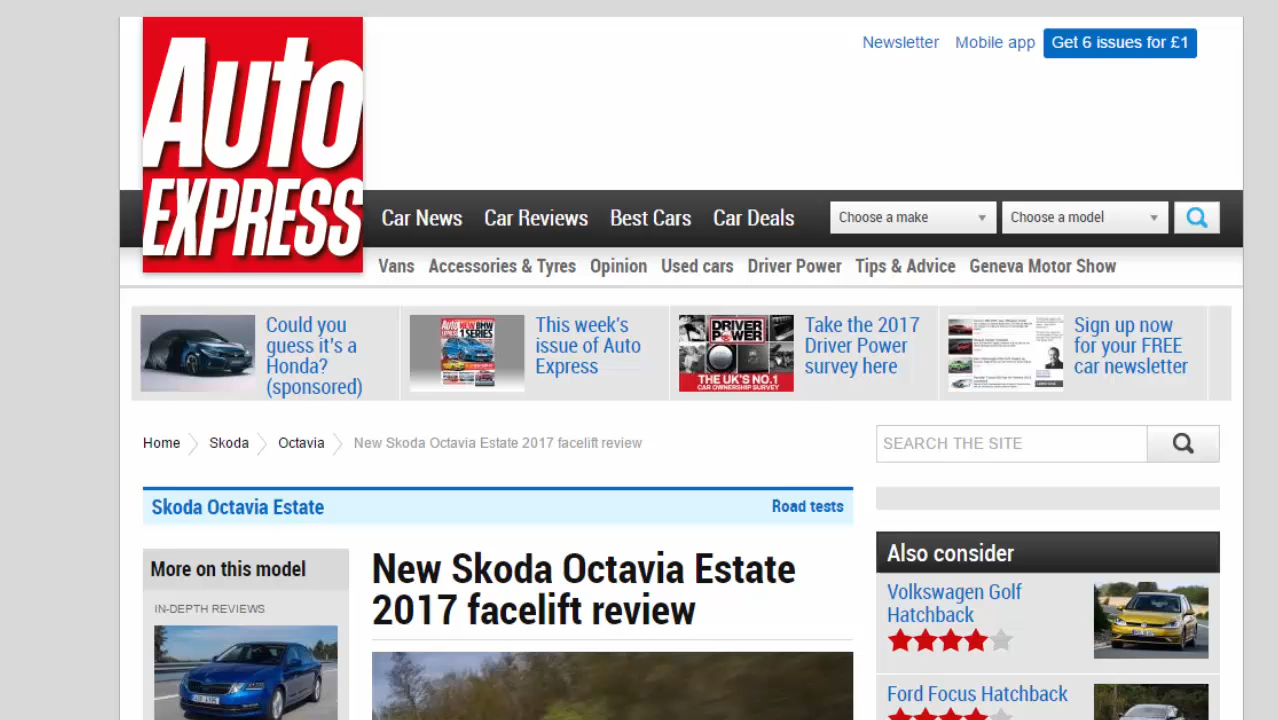 Auto
EXPRESS
Newsletter Mobile app Get 6 issues for £1
Car News Car Reviews Best Cars Car Deals Choose a make Choose a model
Vans Accessories & Tyres Opinion Used cars Driver Power Tips & Advice Geneva Motor Show
Could you
guess it's a
Honda?
(sponsored)
This week's
issue of Auto
Express
DRIVER
POWER
THE UK'S NO.1
CAR OWNERSHIP SURVEY
Take the 2017
Driver Power
survey here
Sign up now
for your FREE
car newsletter
Home Skoda Octavia New Skoda Octavia Estate 2017 facelift review
SEARCH THE SITE
Skoda Octavia Estate Road tests
More on this model
IN-DEPTH REVIEWS
New Skoda Octavia Estate
2017 facelift review
Also consider
Volkswagen Golf
Hatchback
Ford Focus Hatchback